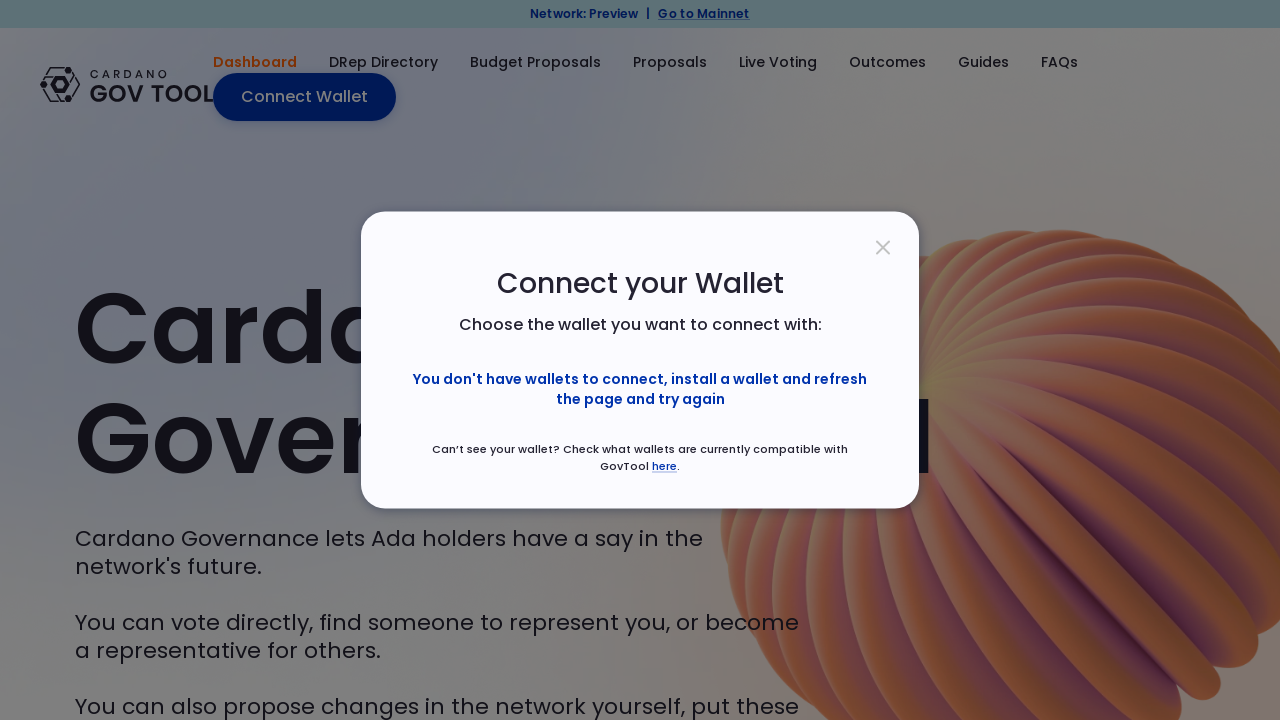 Network: Preview | Go to Mainnet
CARDANO
GOV TOOL
Dashboard DRep Directory Budget Proposals Proposals Live Voting Outcomes Guides FAQs
Connect Wallet
Connect your Wallet
Choose the wallet you want to connect with:
You don't have wallets to connect, install a wallet and refresh
the page and try again
Can’t see your wallet? Check what wallets are currently compatible with
GovTool here.
Cardano Governance lets Ada holders have a say in the
network's future.
You can vote directly, find someone to represent you, or become
a representative for others.
You can also propose changes in the network yourself, put these